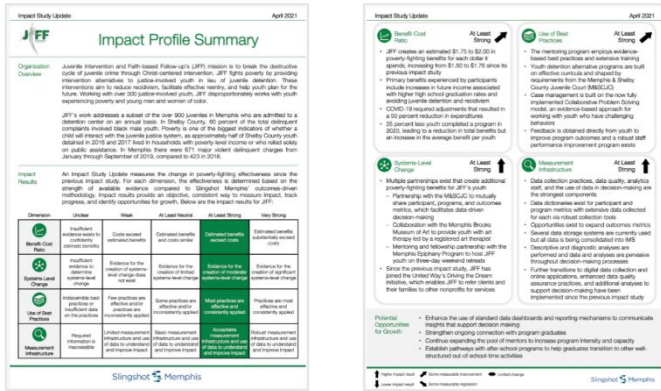 Impact Study Update April 2021
JIFF
Impact Profile Summary
Organization Overview
Juvenile Intervention and Faith-based Follow-up's (JIFF) mission is to break the destructive
cycle of juvenile crime through Christ-centered intervention. JIFF fights poverty by providing
intervention alternatives to justice-involved youth in lieu of juvenile detention. These
interventions aim to reduce recidivism, facilitate effective reentry, and help youth plan for the
future. Working with over 300 justice-involved youth, JIFF disproportionately works with youth
experiencing poverty and young men and women of color.
JIFF's work addresses a subset of the over 900 juveniles in Memphis who are admitted to a
detention center on an annual basis. In Shelby County, 80 percent of the total delinquent
complaints involved black male youth. Poverty is one of the biggest indicators of whether a
child will interact with the juvenile justice system, as approximately half of Shelby County youth
detained in 2016 and 2017 lived in households with poverty-level income or who relied solely
on public assistance. In Memphis there were 671 major violent delinquent charges from
January through September of 2019, compared to 423 in 2018.
Impact Results
An Impact Study Update measures the change in poverty-fighting effectiveness since the
previous impact study. For each dimension, the effectiveness is determined based on the
strength of available evidence compared to Slingshot Memphis' outcomes-driven
methodology. Impact results provide an objective, consistent way to measure impact, track
progress, and identify opportunities for growth. Below are the impact results for JIFF:
Dimension Unclear Weak At Least Neutral At Least Strong Very Strong
Benefit-Cost Ratio
Insufficient evidence exists to confidently estimate benefits
Costs exceed estimated benefits
Estimated benefits and costs similar
Estimated benefits exceed costs
Estimated benefits substantially exceed costs
Systems-Level Change
Insufficient evidence to determine systems-level change
Evidence for the creation of systems-level change does not exist
Evidence for the creation of limited systems-level change
Evidence for the creation of moderate systems-level change
Evidence for the creation of significant systems-level change
Use of Best Practices
Indiscernible best practices or insufficient data on the practices
Few practices are effective and/or practices are inconsistently applied
Some practices are effective and/or inconsistently applied
Most practices are effective and consistently applied
Practices are most effective and consistently applied
Measurement Infrastructure
Required information is inaccessible
Limited measurement infrastructure and use of data to understand and improve impact
Basic measurement infrastructure and use of data to understand and improve impact
Acceptable measurement infrastructure and use of data to understand and improve impact
Robust measurement infrastructure and use of data to understand and improve impact
Slingshot Memphis
Impact Study Update April 2021
Benefit-Cost Ratio At Least Strong
• JIFF creates an estimated $1.75 to $2.00 in
poverty-fighting benefits for each dollar it
spends, increasing from $1.50 to $1.75 since its
previous impact study
• Primary benefits experienced by participants
include increases in future income associated
with higher high school graduation rates and
avoiding juvenile detention and recidivism
• COVID-19 required adjustments that resulted in
a 50 percent reduction in expenditures
• 25 percent less youth completed a program in
2020, leading to a reduction in total benefits but
an increase in the average benefit per youth
Use of Best Practices At Least Strong
• The mentoring program employs evidence-
based best practices and extensive training
• Youth detention alternative programs are built
on effective curricula and shaped by
requirements from the Memphis & Shelby
County Juvenile Court (M&SCJC)
• Case management is built on the now fully
implemented Collaborative Problem Solving
model, an evidence-based approach for
working with youth who have challenging
behaviors
• Feedback is obtained directly from youth to
improve program outcomes and a robust staff
performance improvement program exists
Systems-Level Change At Least Strong
• Multiple partnerships exist that create additional
poverty-fighting benefits for JIFF's youth
- Partnership with the M&SCJC to mutually
share participant, programs, and outcomes
metrics, which facilitates data-driven
decision-making
- Collaboration with the Memphis Brooks
Museum of Art to provide youth with art
therapy led by a registered art therapist
- Mentoring and fellowship partnership with the
Memphis Epiphany Program to host JIFF
youth on three-day weekend retreats
• Since the previous impact study, JIFF has
joined the United Way's Driving the Dream
initiative, which enables JIFF to refer clients and
their families to other nonprofits for services
Measurement Infrastructure At Least Strong
• Data collection practices, data quality, analytics
staff, and the use of data in decision-making are
the strongest components
• Data dictionaries exist for participant and
program metrics with extensive data collected
for each via robust collection tools
• Opportunities exist to expand outcomes metrics
• Several data storage systems are currently used
but all data is being consolidated into IMS
• Descriptive and diagnostic analyses are
performed and data and analyses are pervasive
throughout decision-making processes
• Further transitions to digital data collection and
online applications, enhanced data quality
assurance practices, and additional analyses to
support decision-making have been
implemented since the previous impact study
Potential Opportunities for Growth
• Enhance the use of standard data dashboards and reporting mechanisms to communicate
insights that support decision making
• Strengthen ongoing connection with program graduates
• Continue expanding the pool of mentors to increase program intensity and capacity
• Establish pathways with after-school programs to help graduates transition to other well-
structured out-of-school-time activities
Higher impact result Some measurable improvement Limited change
Lower impact result Some measurable regression
Slingshot Memphis